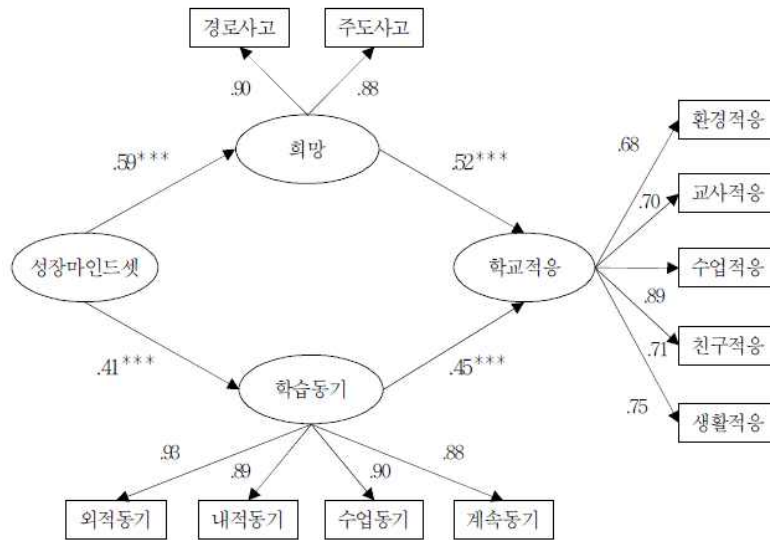 경로사고 주도사고
.90 .88
환경적응
희망
.68
.59***
.52***
교사적응
.70
성장마인드셋
학교적응
수업적응
.89
.41***
.45***
친구적응
.71
학습동기
.75
생활적응
.93 .89 .90 .88
외적동기 내적동기 수업동기 계속동기